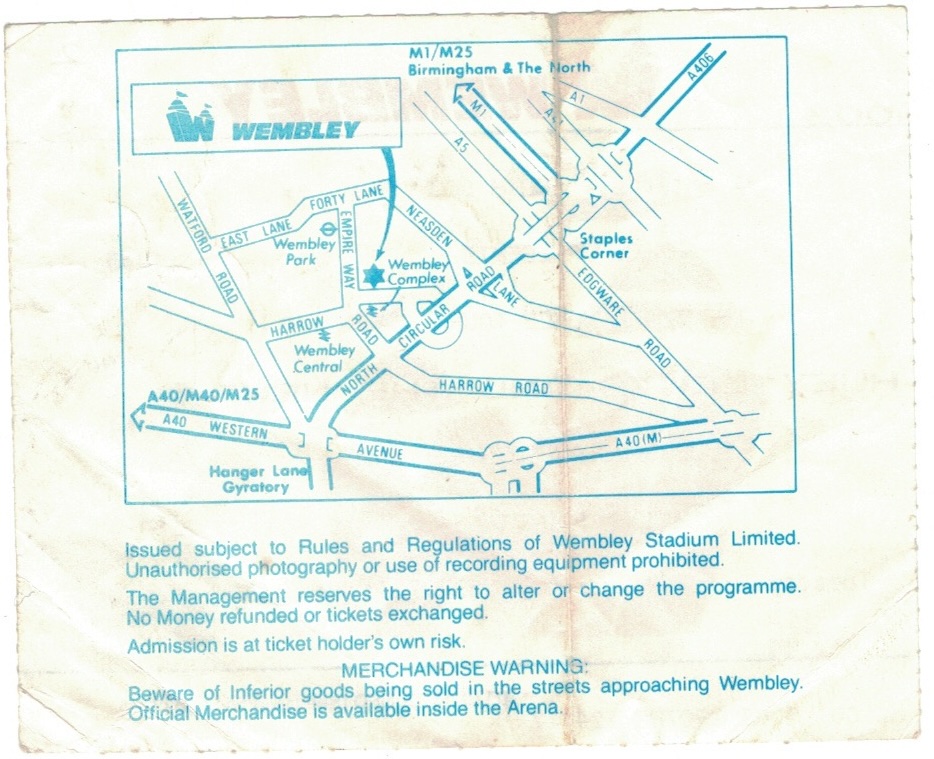 M1/M25
Birmingham & The North
A406
A1
M1
A5
WEMBLEY
WATFORD ROAD
EAST LANE
FORTY LANE
EMPIRE WAY
NEASDEN LANE
Wembley
Park
Wembley
Complex
Staples
Corner
EDGWARE ROAD
HARROW ROAD
NORTH CIRCULAR ROAD
Wembley
Central
HARROW ROAD
A40/M40/M25
A40 WESTERN AVENUE
A40(M)
Hanger Lane
Gyratory
Issued subject to Rules and Regulations of Wembley Stadium Limited.
Unauthorised photography or use of recording equipment prohibited.
The Management reserves the right to alter or change the programme.
No Money refunded or tickets exchanged.
Admission is at ticket holder's own risk.
MERCHANDISE WARNING:
Beware of Inferior goods being sold in the streets approaching Wembley.
Official Merchandise is available inside the Arena.